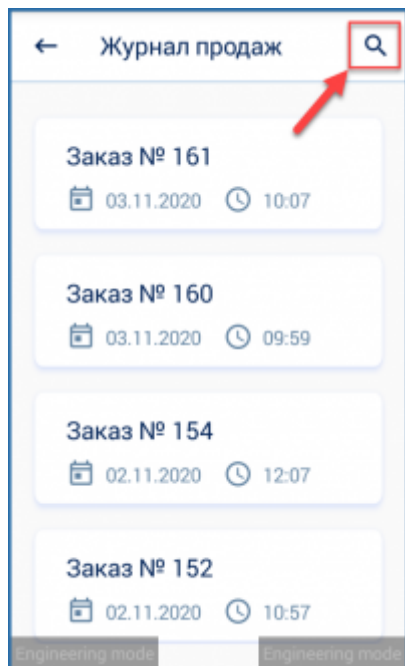 Журнал продаж
Заказ № 161
03.11.2020 10:07
Заказ № 160
03.11.2020 09:59
Заказ № 154
02.11.2020 12:07
Заказ № 152
02.11.2020 10:57
Engineering mode Engineering mode